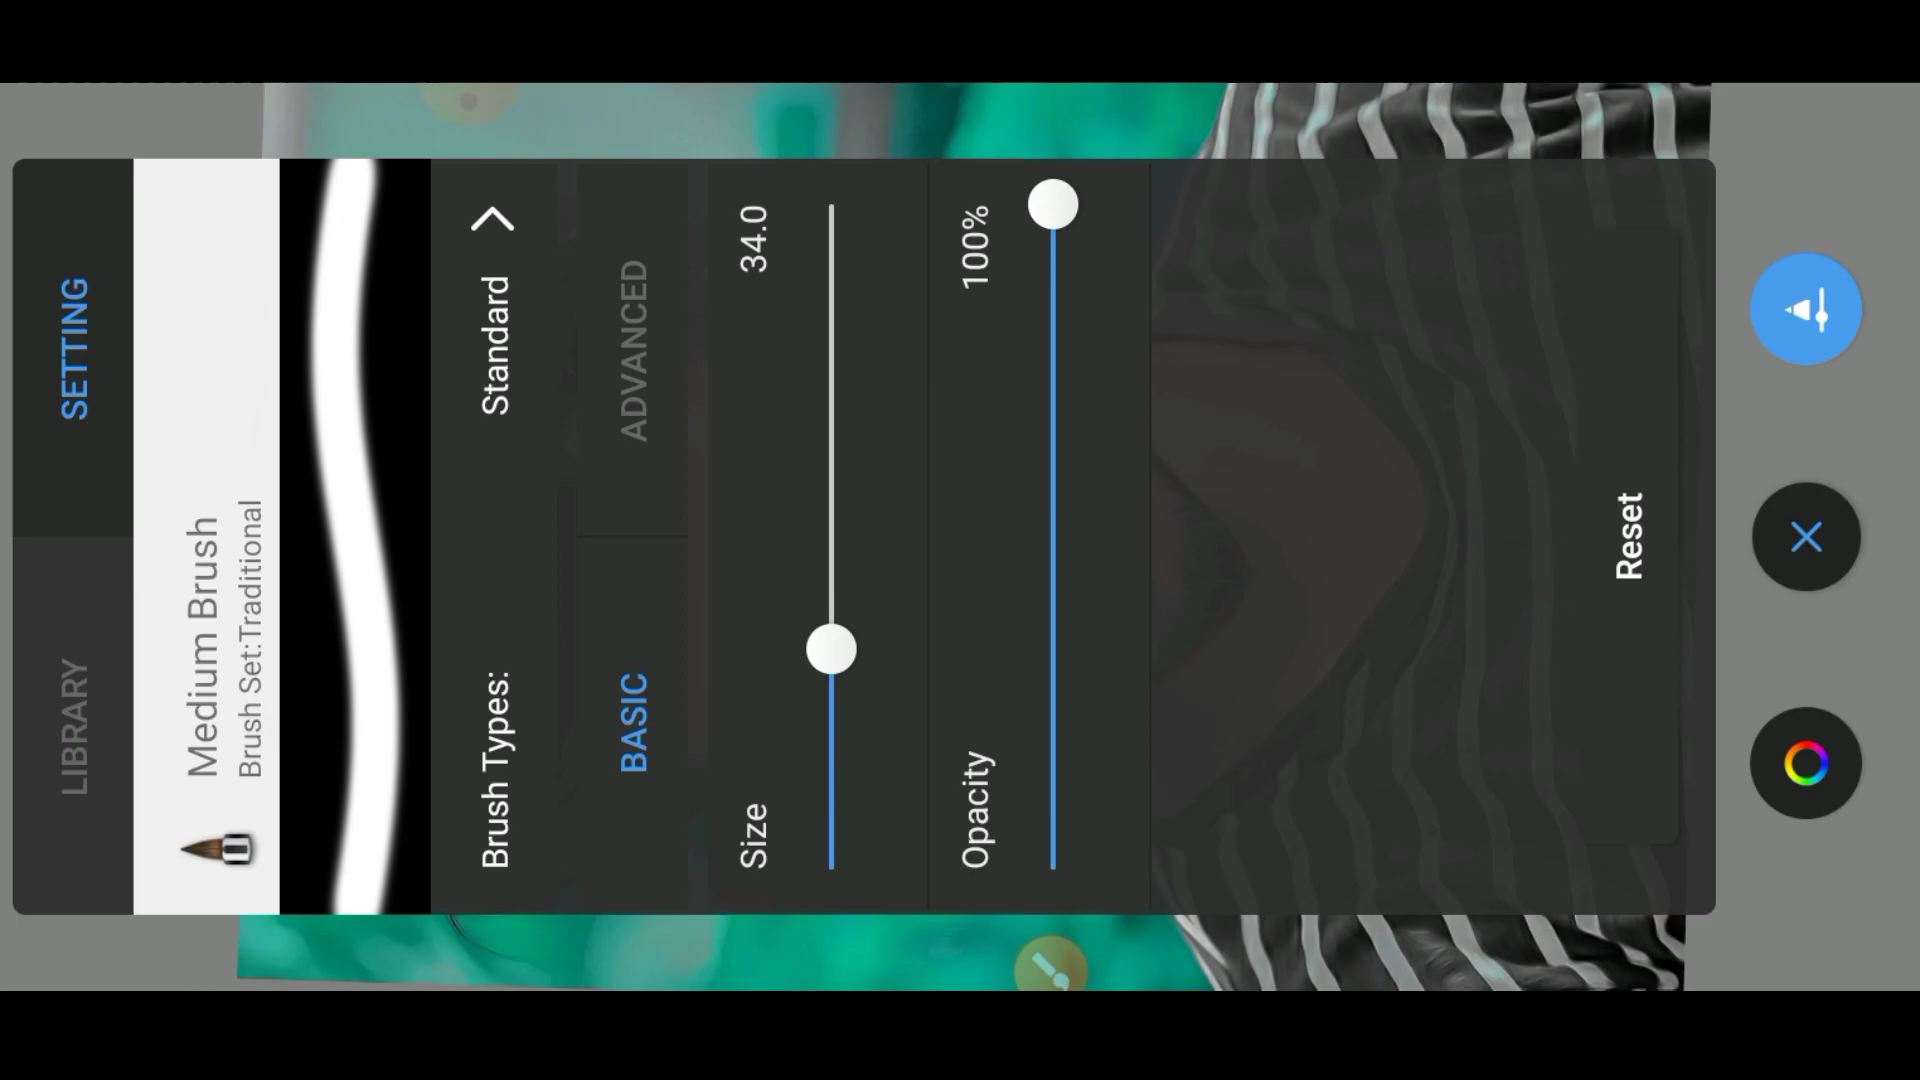 LIBRARY SETTING
Medium Brush
Brush Set:Traditional
Brush Types: Standard
BASIC ADVANCED
Size 34.0
Opacity 100%
Reset